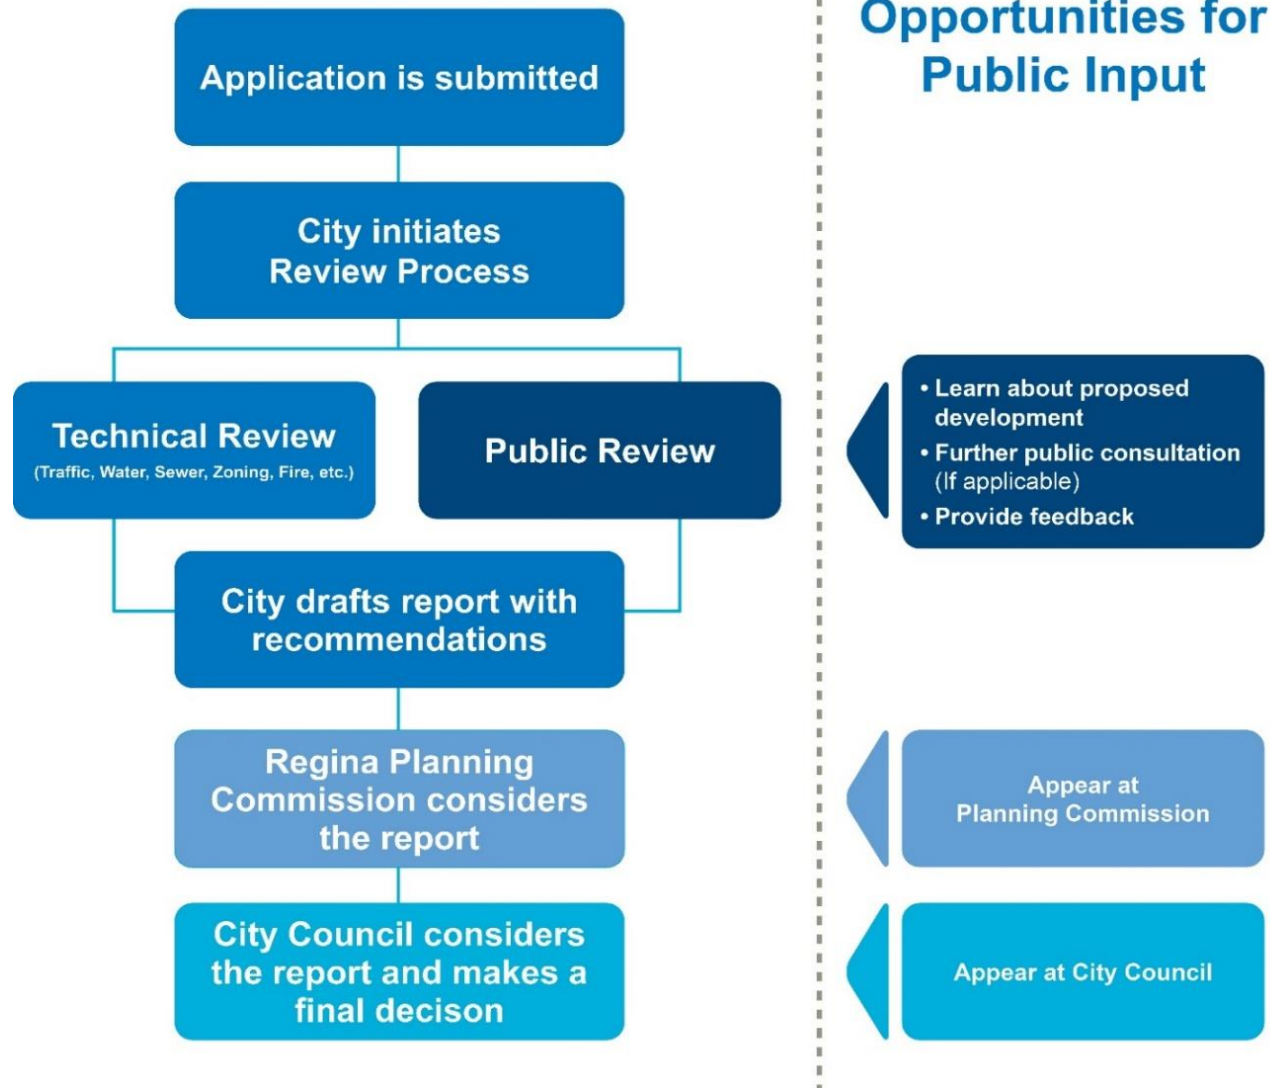 Opportunities for
Public Input
Application is submitted
City initiates
Review Process
Technical Review
(Traffic, Water, Sewer, Zoning, Fire, etc.)
Public Review
• Learn about proposed
development
• Further public consultation
(If applicable)
• Provide feedback
City drafts report with
recommendations
Regina Planning
Commission considers
the report
Appear at
Planning Commission
City Council considers
the report and makes a
final decison
Appear at City Council